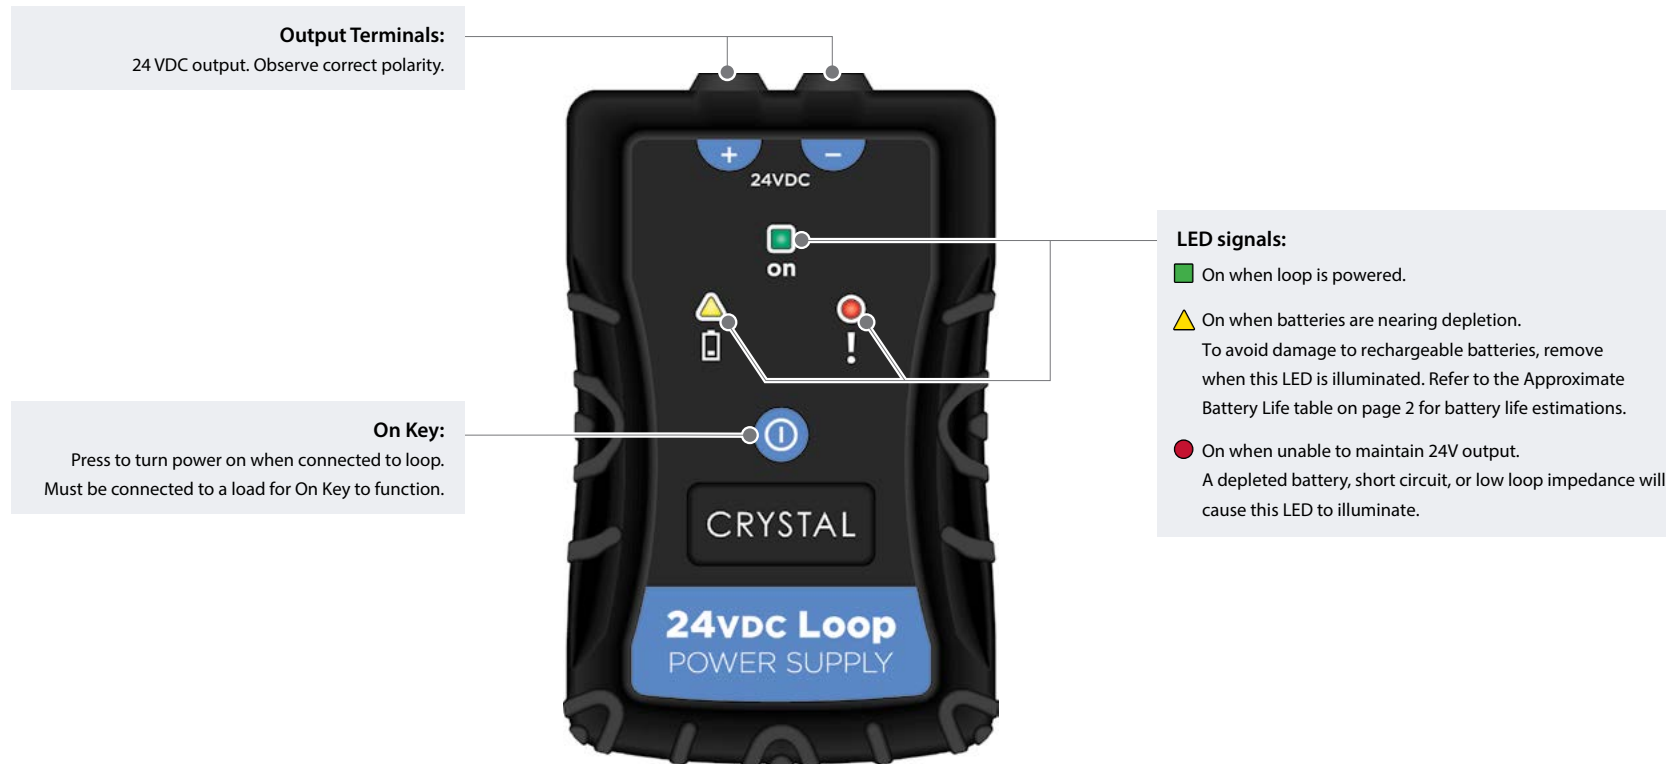 Output Terminals:
24 VDC output. Observe correct polarity.
+
−
24VDC
on
!
LED signals:
On when loop is powered.
On when batteries are nearing depletion.
To avoid damage to rechargeable batteries, remove
when this LED is illuminated. Refer to the Approximate
Battery Life table on page 2 for battery life estimations.
On when unable to maintain 24V output.
A depleted battery, short circuit, or low loop impedance will
cause this LED to illuminate.
On Key:
Press to turn power on when connected to loop.
Must be connected to a load for On Key to function.
CRYSTAL
24VDC Loop
POWER SUPPLY